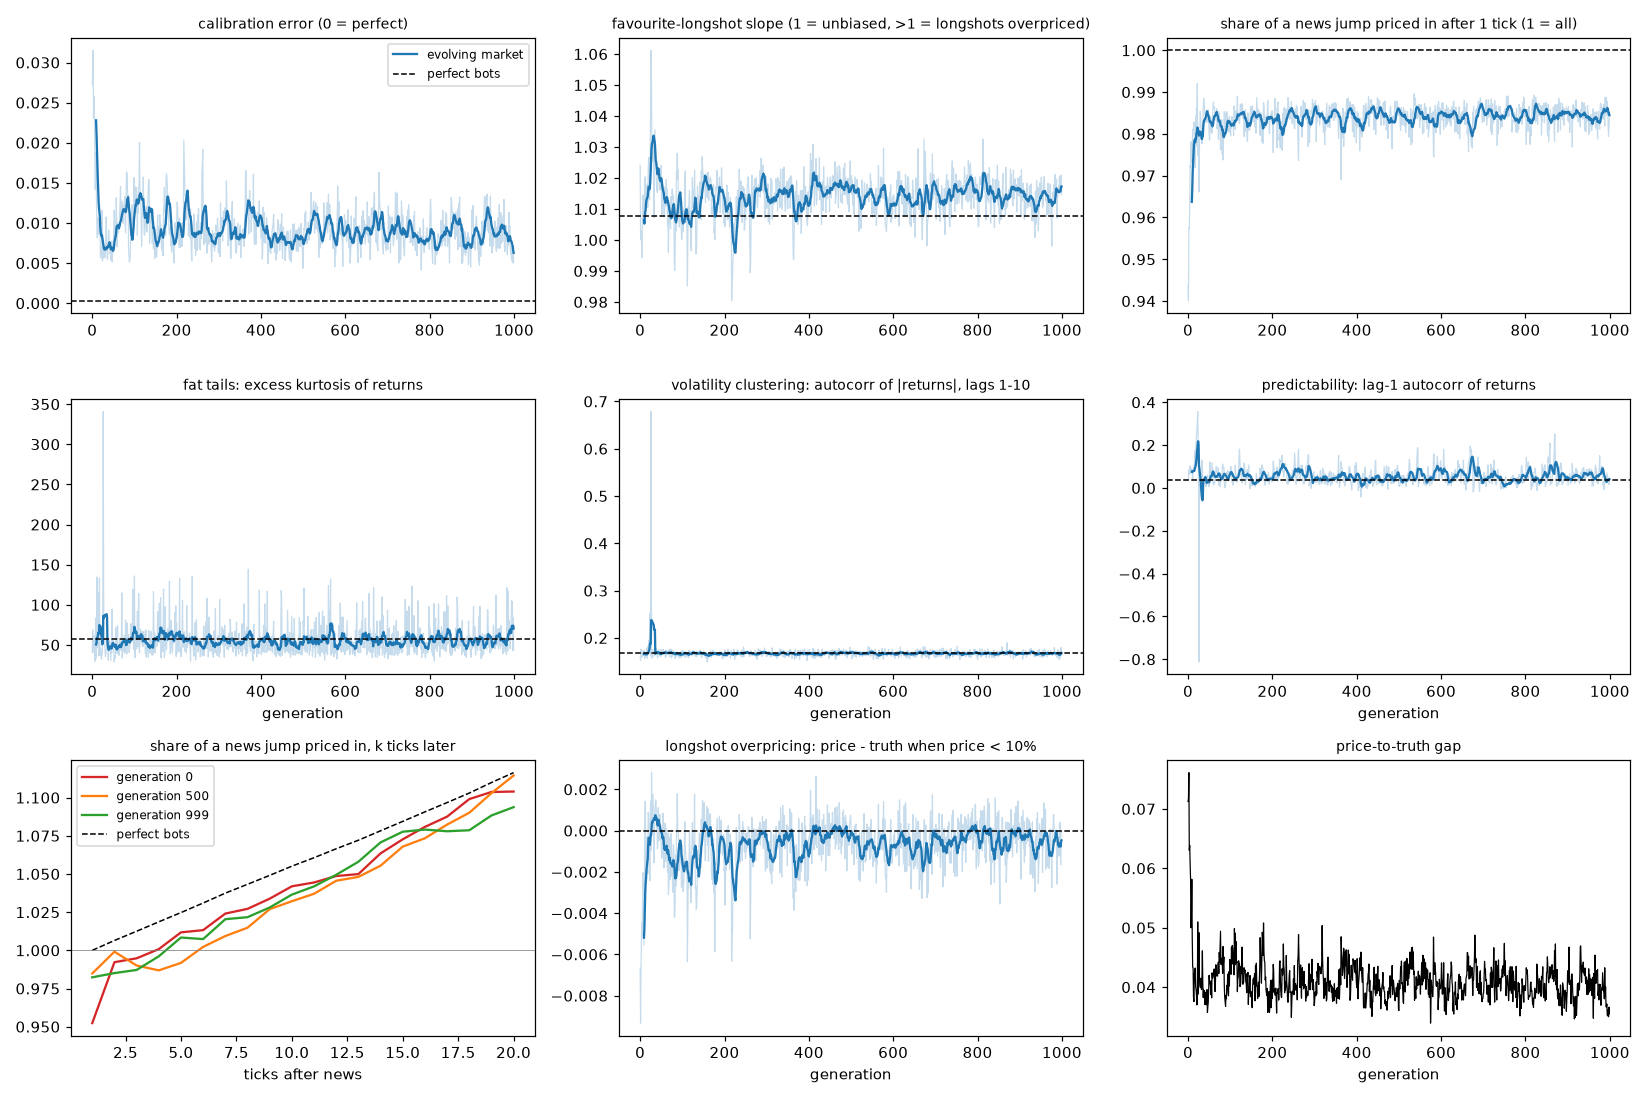 calibration error (0 = perfect)
0.030
0.025
0.020
0.015
0.010
0.005
0.000
0 200 400 600 800 1000
evolving market
perfect bots
favourite-longshot slope (1 = unbiased, >1 = longshots overpriced)
1.06
1.05
1.04
1.03
1.02
1.01
1.00
0.99
0.98
0 200 400 600 800 1000
share of a news jump priced in after 1 tick (1 = all)
1.00
0.99
0.98
0.97
0.96
0.95
0.94
0 200 400 600 800 1000
fat tails: excess kurtosis of returns
350
300
250
200
150
100
50
0 200 400 600 800 1000
generation
volatility clustering: autocorr of |returns|, lags 1-10
0.7
0.6
0.5
0.4
0.3
0.2
0 200 400 600 800 1000
generation
predictability: lag-1 autocorr of returns
0.4
0.2
0.0
−0.2
−0.4
−0.6
−0.8
0 200 400 600 800 1000
generation
share of a news jump priced in, k ticks later
generation 0
generation 500
generation 999
perfect bots
1.100
1.075
1.050
1.025
1.000
0.975
0.950
2.5 5.0 7.5 10.0 12.5 15.0 17.5 20.0
ticks after news
longshot overpricing: price - truth when price < 10%
0.002
0.000
−0.002
−0.004
−0.006
−0.008
0 200 400 600 800 1000
generation
price-to-truth gap
0.07
0.06
0.05
0.04
0 200 400 600 800 1000
generation